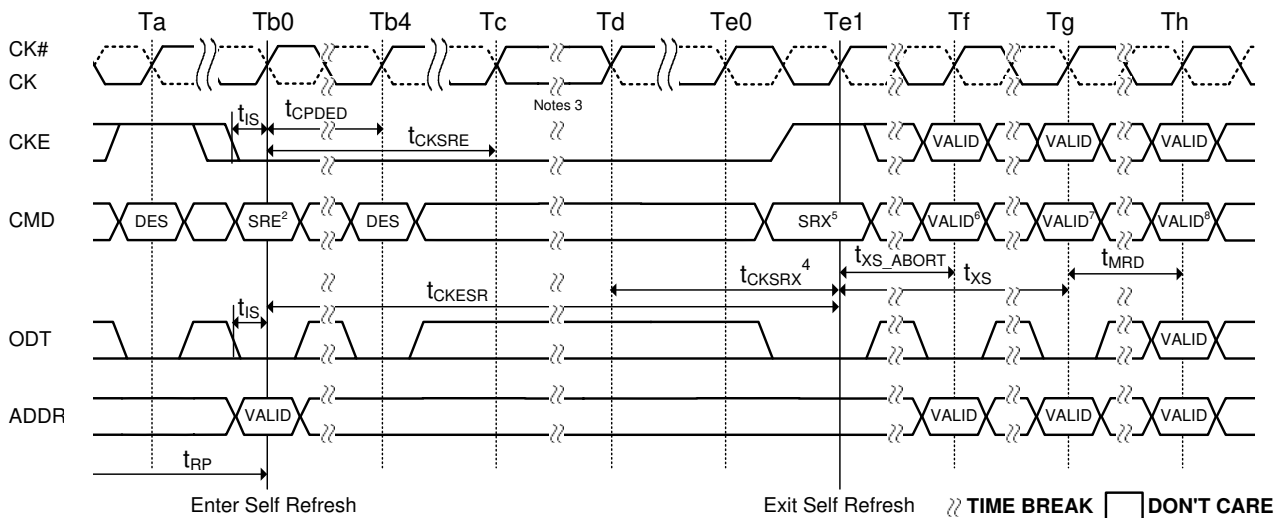 Ta Tb0 Tb4 Tc Td Te0 Te1 Tf Tg Th
CK#
CK
Notes 3
tIS tCPDED
CKE VALID VALID VALID
tCKSRE
CMD DES SRE2 DES SRX5 VALID6 VALID7 VALID8
tXS_ABORT tMRD
tCKSRX4 tXS
tCKESR
tIS
ODT VALID
ADDR VALID VALID VALID VALID
tRP
Enter Self Refresh Exit Self Refresh TIME BREAK DON'T CARE